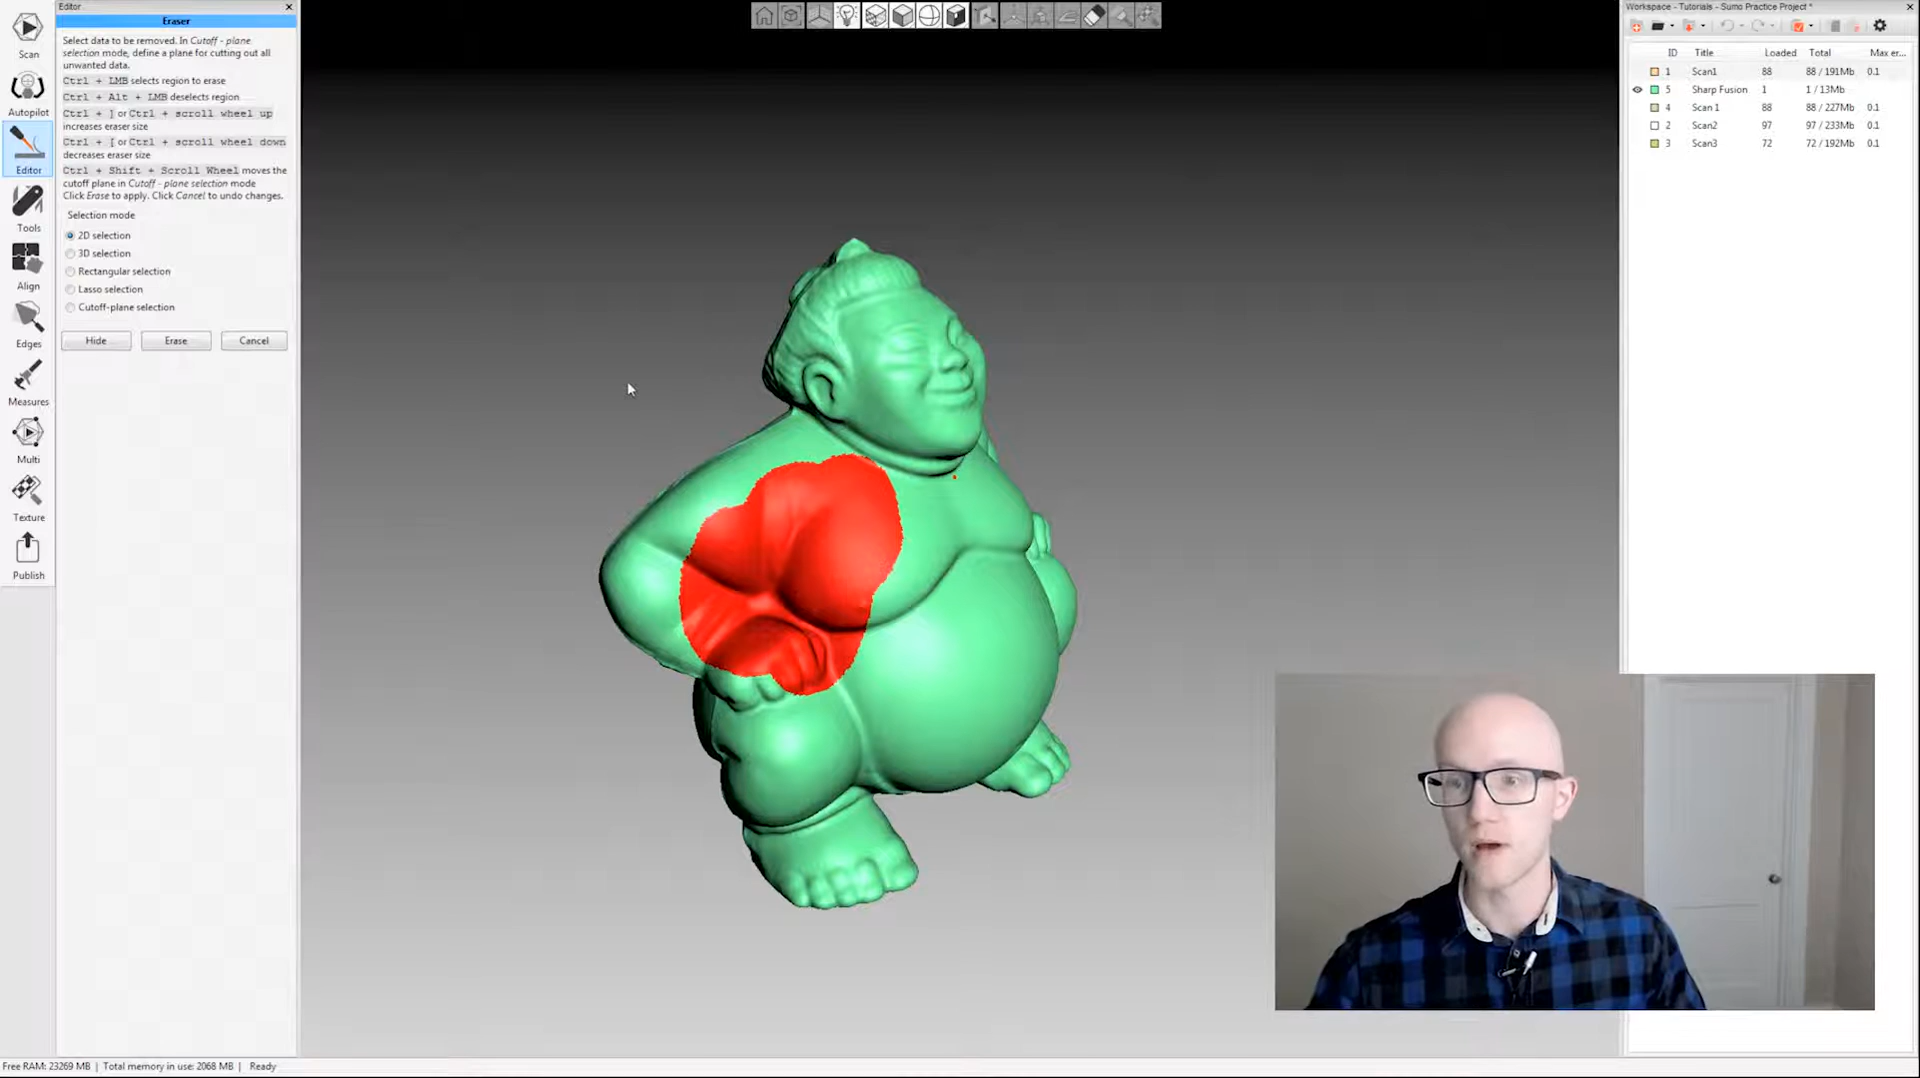 Editor
Eraser
Select data to be removed. In Cutoff - plane
selection mode, define a plane for cutting out all
unwanted data.
Ctrl + LMB selects region to erase
Ctrl + Alt + LMB deselects region
Ctrl + ] or Ctrl + scroll wheel up
increases eraser size
Ctrl + [ or Ctrl + scroll wheel down
decreases eraser size
Ctrl + Shift + Scroll Wheel moves the
cutoff plane in Cutoff - plane selection mode
Click Erase to apply. Click Cancel to undo changes.
Selection mode
2D selection
3D selection
Rectangular selection
Lasso selection
Cutoff-plane selection
Hide Erase Cancel
Scan
Autopilot
Editor
Tools
Align
Edges
Measures
Multi
Texture
Publish
Workspace - Tutorials - Sumo Practice Project *
ID Title Loaded Total Max er...
1 Scan1 88 88 / 191Mb 0.1
5 Sharp Fusion 1 1 / 13Mb
4 Scan 1 88 88 / 227Mb 0.1
2 Scan2 97 97 / 233Mb 0.1
3 Scan3 72 72 / 192Mb 0.1
Free RAM: 23269 MB | Total memory in use: 2068 MB | Ready